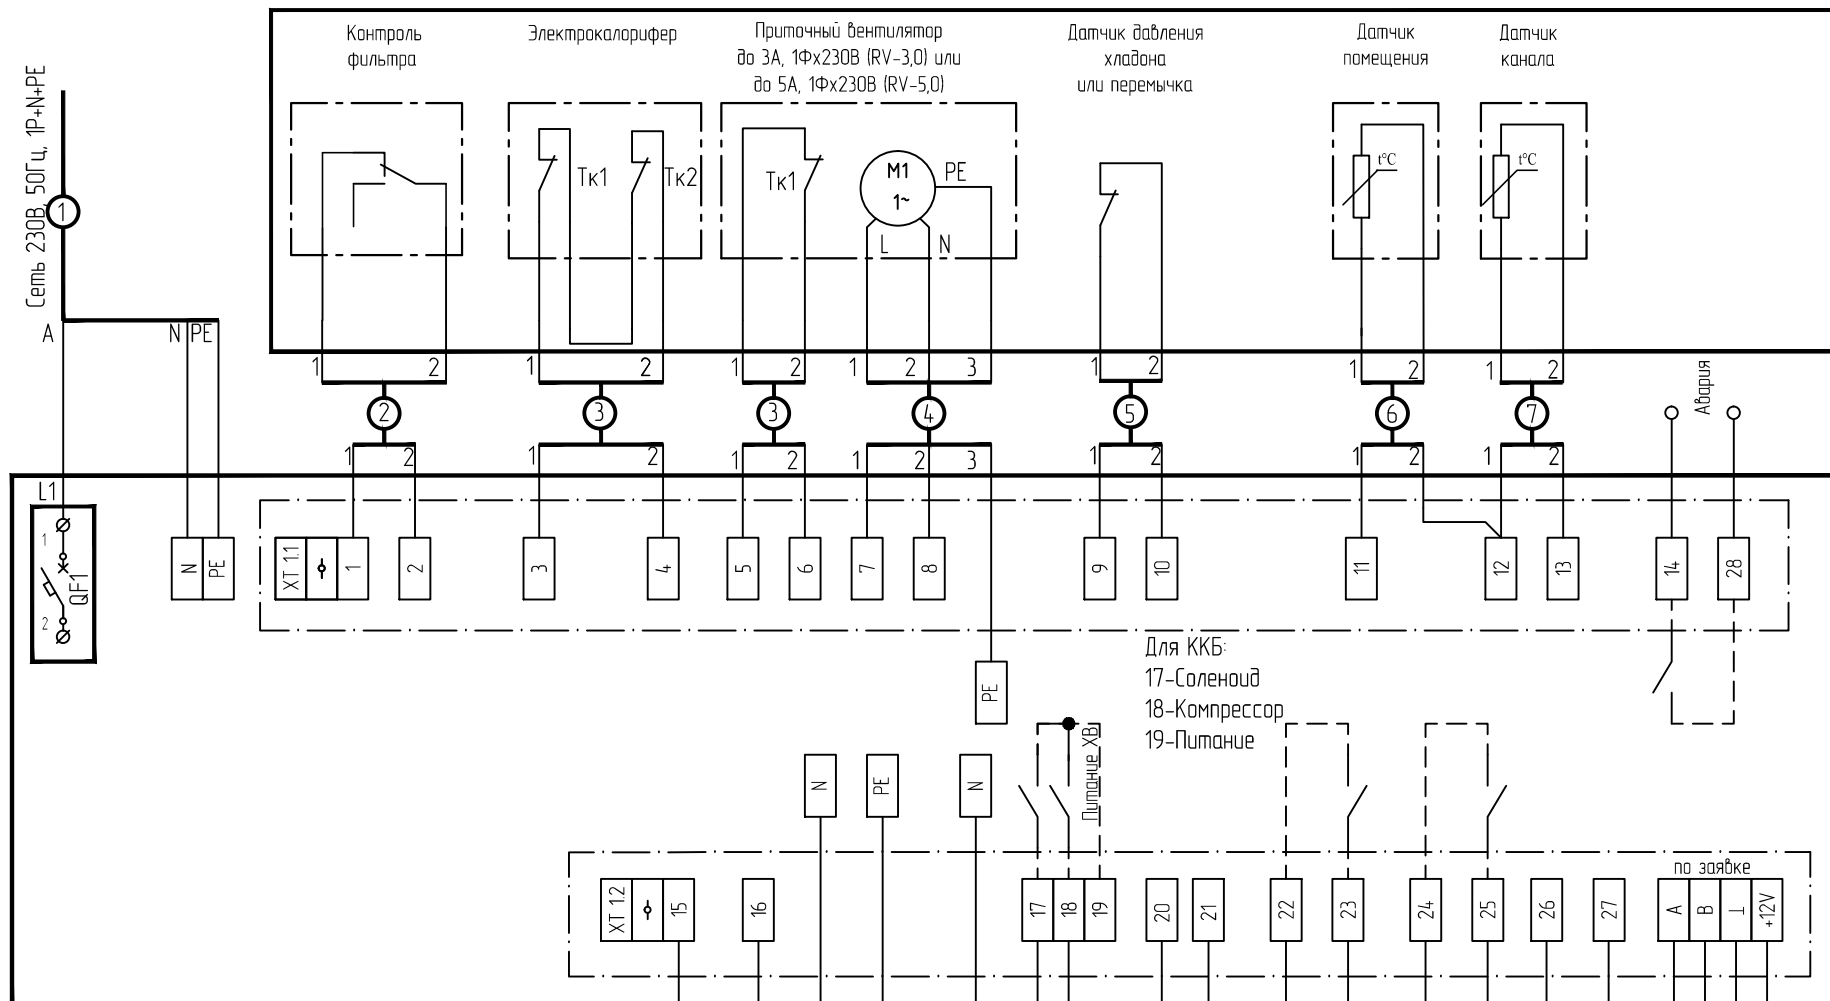 Контроль
фильтра
Электрокалорифер
Приточный вентилятор
до 3А, 1Фх230В (RV-3,0) или
до 5А, 1Фх230В (RV-5,0)
Датчик давления
хладона
или перемычка
Датчик
помещения
Датчик
канала
Сеть 230В, 50Гц, 1P+N+PE
1
Тк1
Тк2
Тк1
М1
1~
PE
L
N
t°C
t°C
A
N
PE
1 2
1 2
1 2
1 2 3
1 2
1 2
1 2
2
3
3
4
5
6
7
Авария
1 2
1 2
1 2
1 2 3
1 2
1 2
1 2
L1
1
QF1
2
N
PE
XT 1.1
1
2
3
4
5
6
7
8
9
10
11
12
13
14
28
PE
Для ККБ:
17-Соленоид
18-Компрессор
19-Питание
Питание ХВ
N
PE
N
XT 1.2
15
16
17
18
19
20
21
22
23
24
25
26
27
по заявке
A
B
⊥
+12V